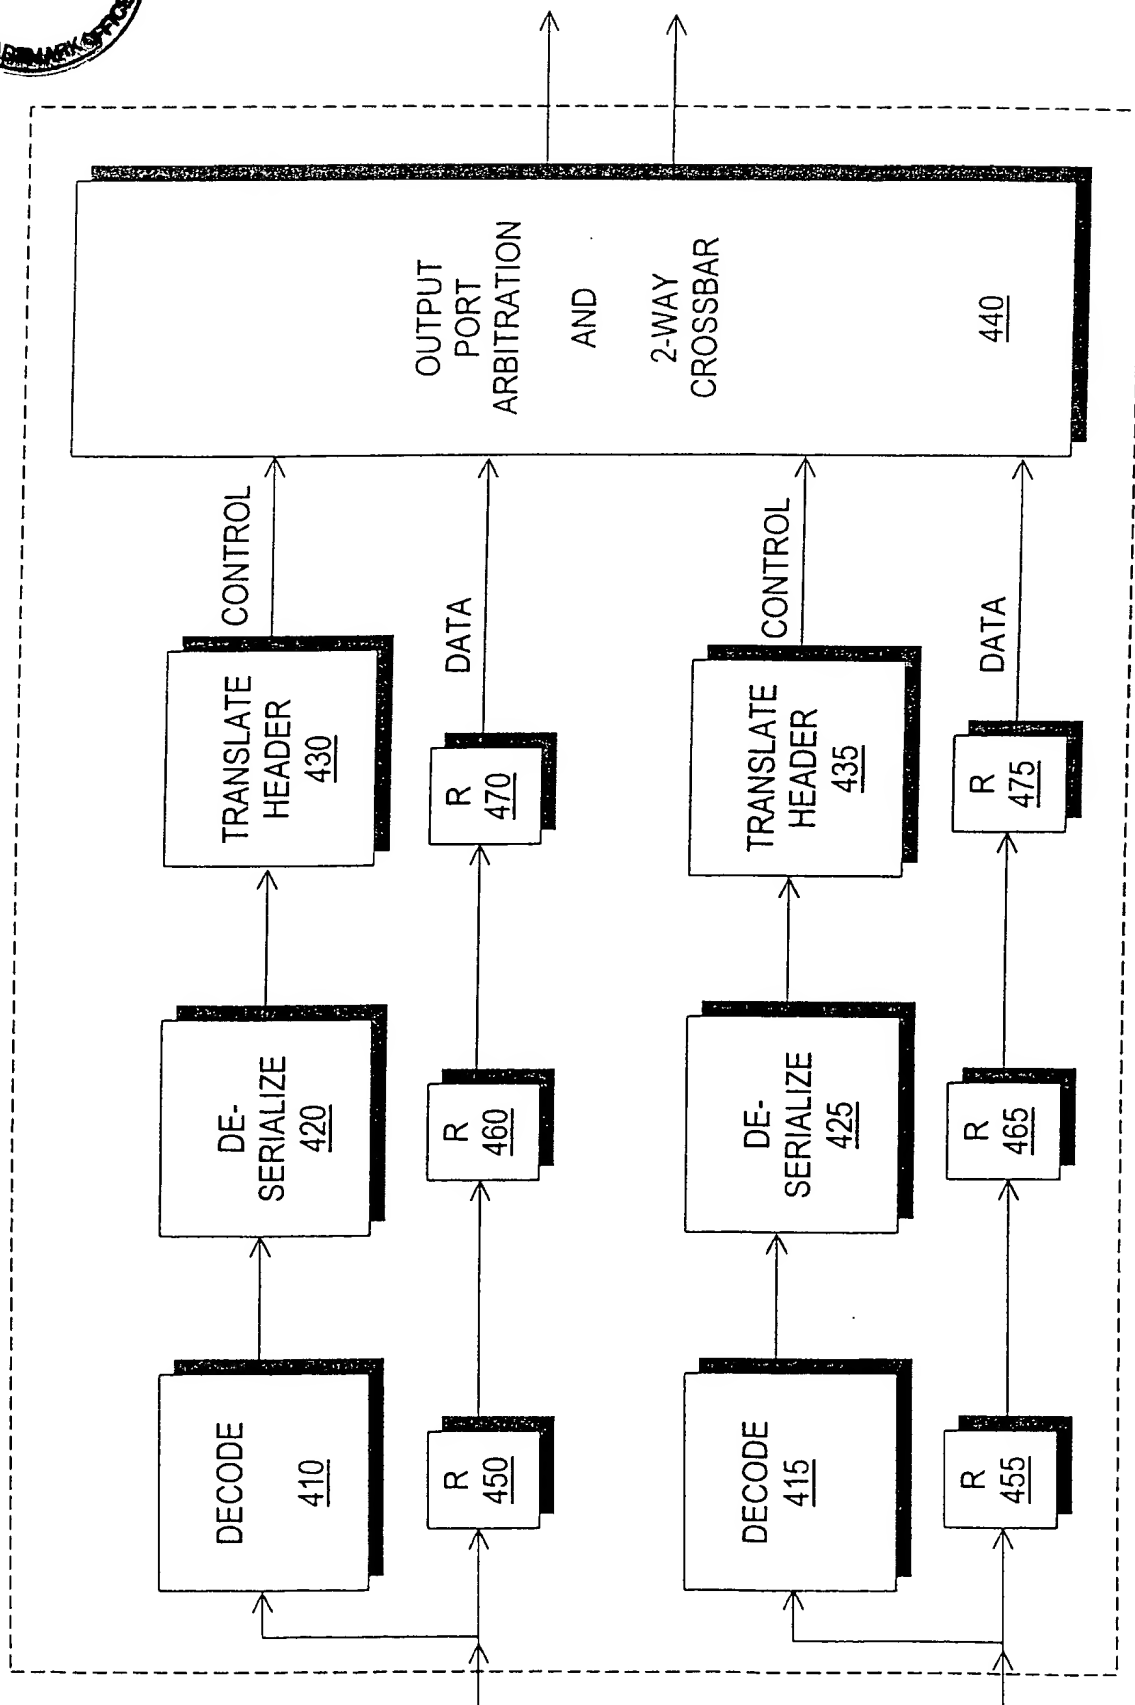 DECODE
410
DE-
SERIALIZE
420
TRANSLATE
HEADER
430
CONTROL
R
450
R
460
R
470
DATA
DECODE
415
DE-
SERIALIZE
425
TRANSLATE
HEADER
435
CONTROL
R
455
R
465
R
475
DATA
OUTPUT
PORT
ARBITRATION
AND
2-WAY
CROSSBAR
440